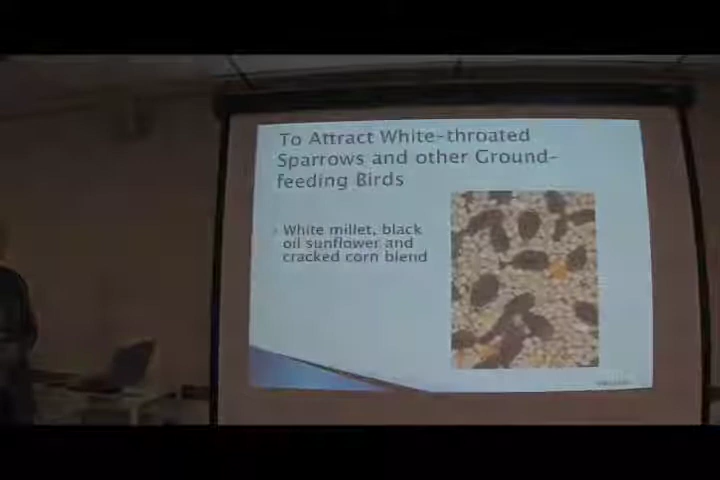 To Attract White-throated
Sparrows and other Ground-
feeding Birds
White millet, black
oil sunflower and
cracked corn blend